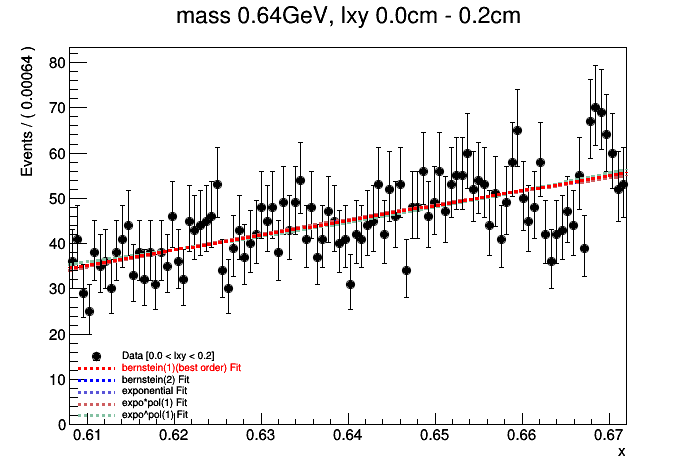 mass 0.64GeV, lxy 0.0cm - 0.2cm
Events / ( 0.00064 )
80
70
60
50
40
30
20
10
0
Data [0.0 < lxy < 0.2]
bernstein(1)(best order) Fit
bernstein(2) Fit
exponential Fit
expo*pol(1) Fit
expo^pol(1)Fit
0.61 0.62 0.63 0.64 0.65 0.66 0.67
x